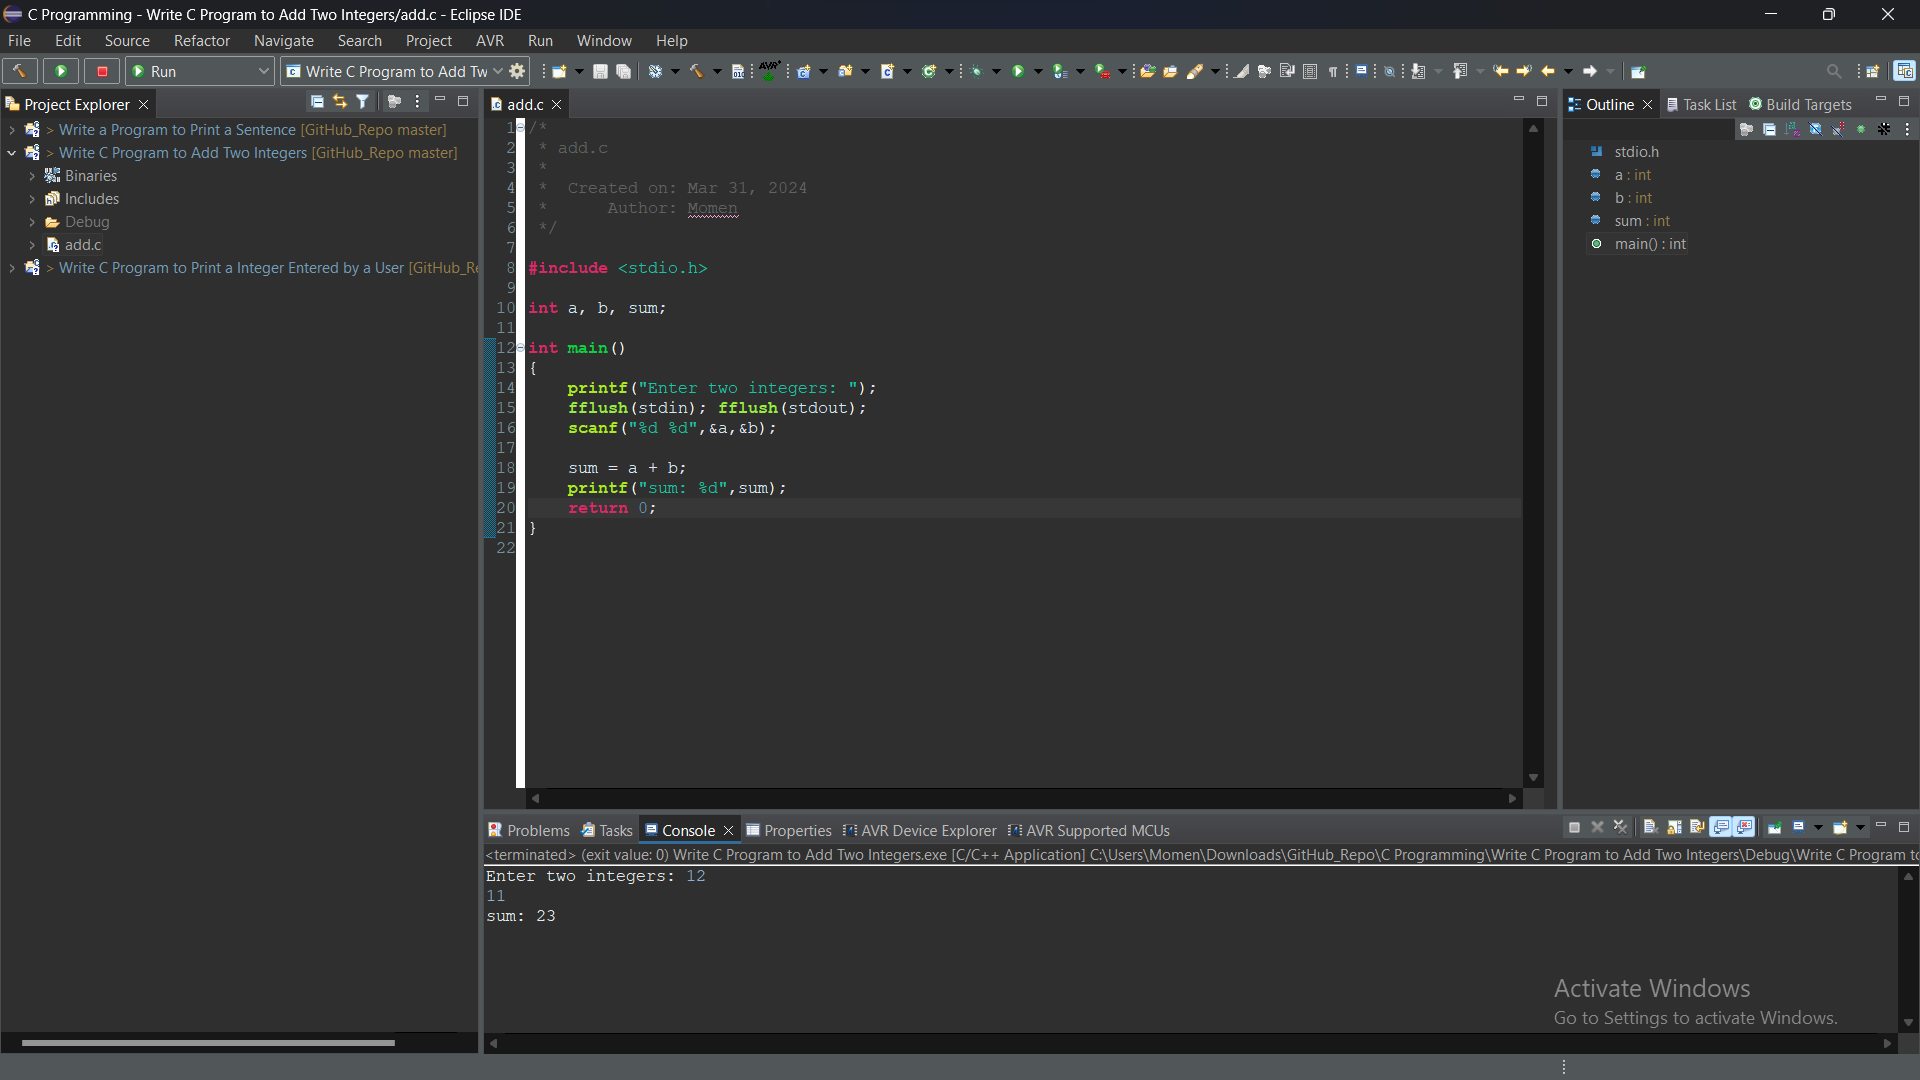 C Programming - Write C Program to Add Two Integers/add.c - Eclipse IDE
File Edit Source Refactor Navigate Search Project AVR Run Window Help
Run
Write C Program to Add Tw
Project Explorer
> Write a Program to Print a Sentence [GitHub_Repo master]
> Write C Program to Add Two Integers [GitHub_Repo master]
Binaries
Includes
Debug
add.c
> Write C Program to Print a Integer Entered by a User [GitHub_R
add.c
1 /*
2 * add.c
3 *
4 * Created on: Mar 31, 2024
5 * Author: Momen
6 */
7
8 #include <stdio.h>
9
10 int a, b, sum;
11
12 int main()
13 {
14 printf("Enter two integers: ");
15 fflush(stdin); fflush(stdout);
16 scanf("%d %d",&a,&b);
17
18 sum = a + b;
19 printf("sum: %d",sum);
20 return 0;
21 }
22
Outline Task List Build Targets
stdio.h
a : int
b : int
sum : int
main() : int
Problems Tasks Console Properties AVR Device Explorer AVR Supported MCUs
<terminated> (exit value: 0) Write C Program to Add Two Integers.exe [C/C++ Application] C:\Users\Momen\Downloads\GitHub_Repo\C Programming\Write C Program to Add Two Integers\Debug\Write C Program to
Enter two integers: 12
11
sum: 23
Activate Windows
Go to Settings to activate Windows.